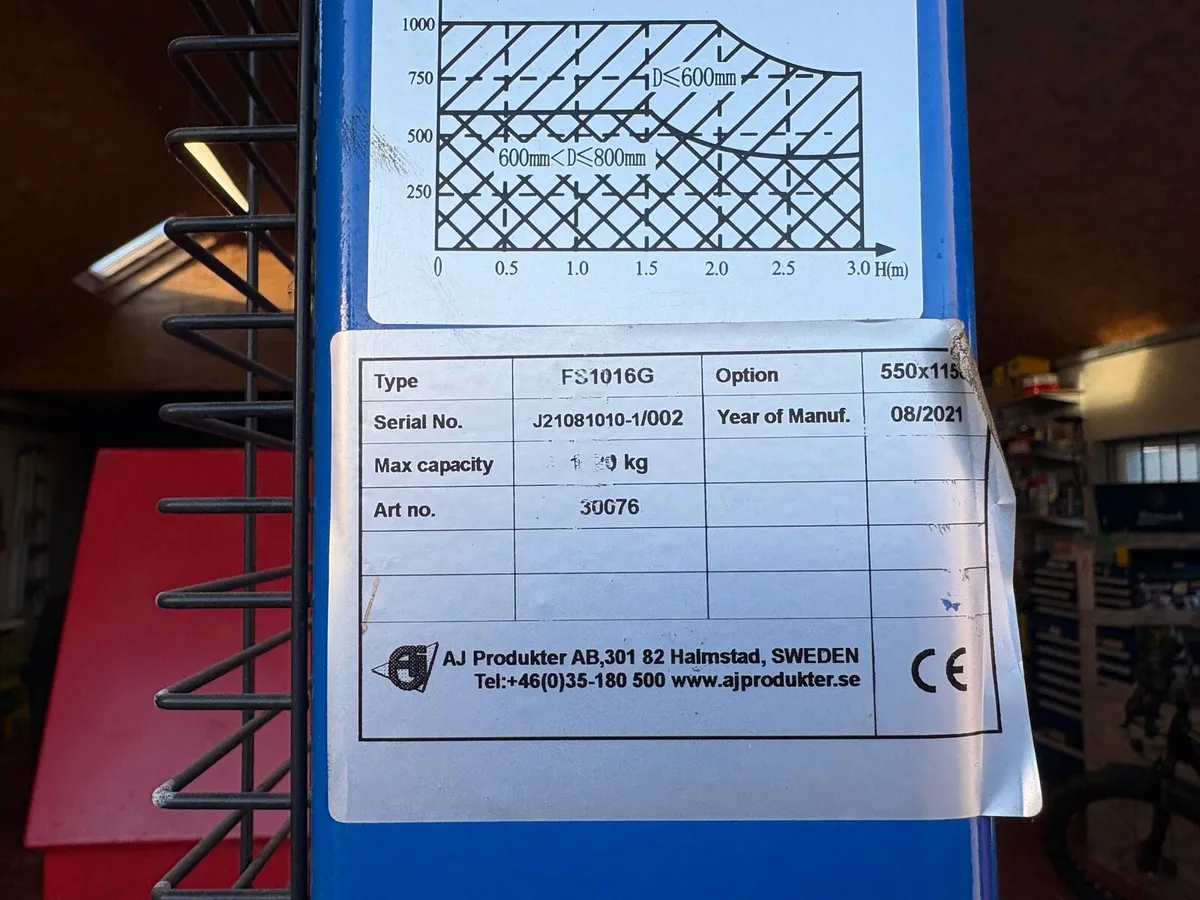 1000
750
D≤600mm
500
600mm<D≤800mm
250
0 0.5 1.0 1.5 2.0 2.5 3.0 H(m)
Type FS1016G Option
Serial No. J21081010-1/002 Year of Manuf. 08/2021
Max capacity kg
Art no. 30076
Aj AJ Produkter AB,301 82 Halmstad, SWEDEN
Tel:+46(0)35-180 500 www.ajprodukter.se
CE